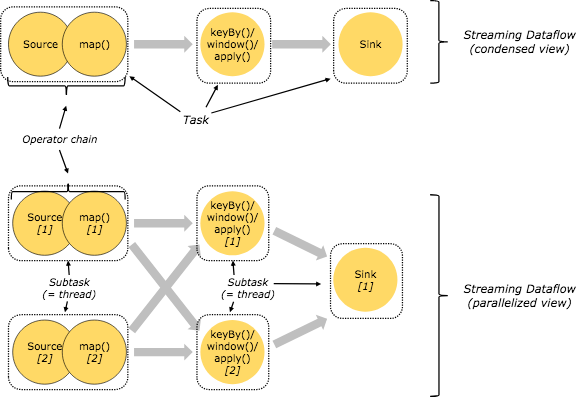 Source
map()
keyBy()/
window()/
apply()
Sink
Streaming Dataflow
(condensed view)
Task
Operator chain
Source
[1]
map()
[1]
keyBy()/
window()/
apply()
[1]
Subtask
(= thread)
Subtask
(= thread)
Sink
[1]
Streaming Dataflow
(parallelized view)
Source
[2]
map()
[2]
keyBy()/
window()/
apply()
[2]